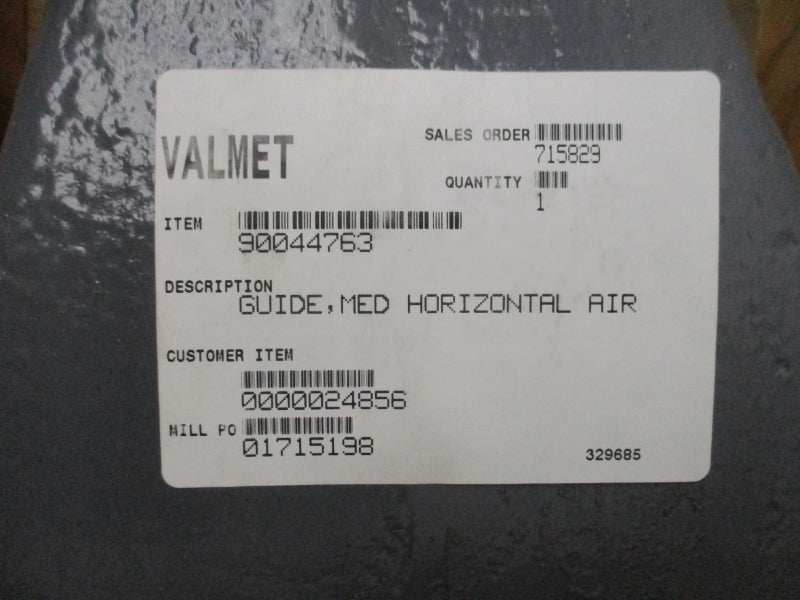 VALMET
SALES ORDER
715829
QUANTITY
1
ITEM
90044763
DESCRIPTION
GUIDE,MED HORIZONTAL AIR
CUSTOMER ITEM
0000024856
MILL PO
01715198
329685